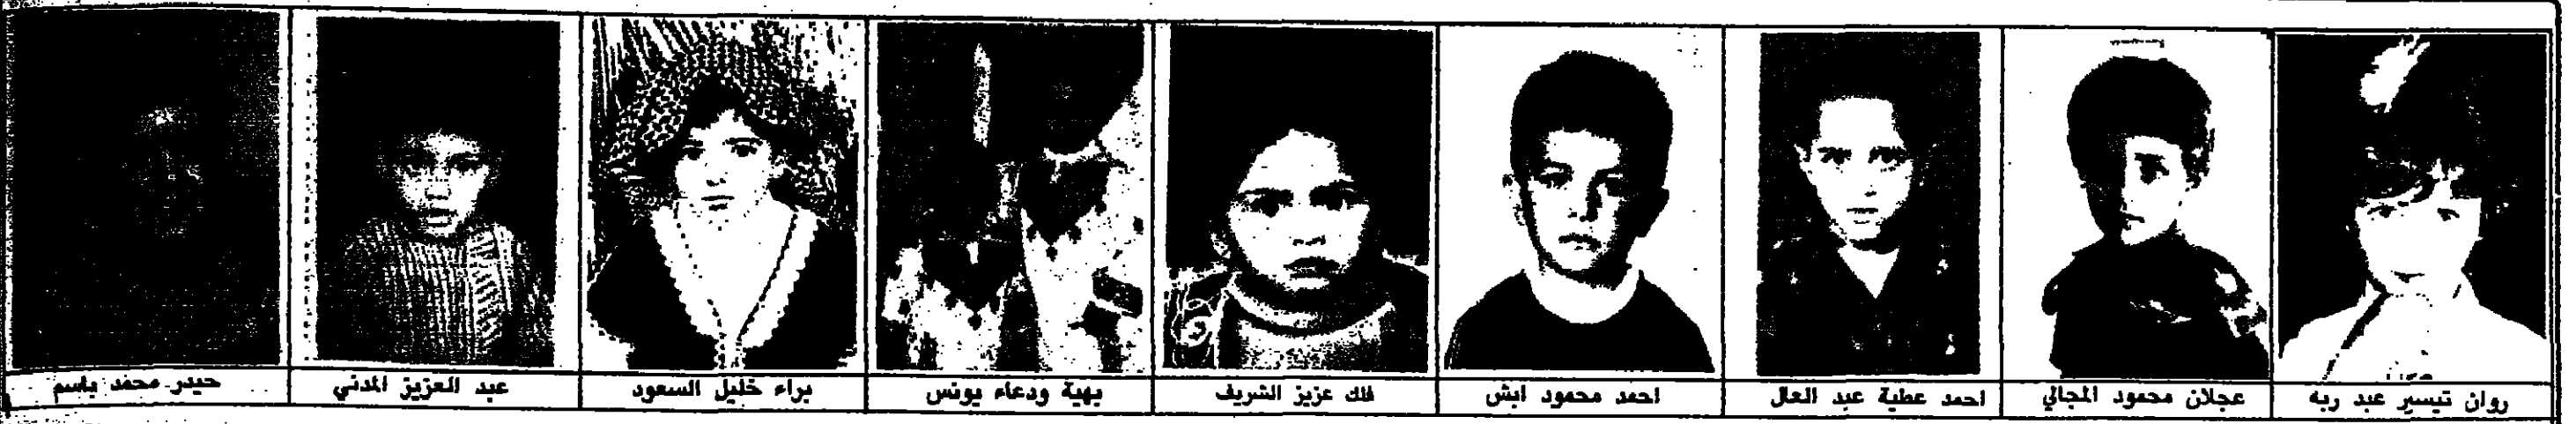 روان تيسير عبد ربه
عجلان محمود المجالي
احمد عطية عبد العال
احمد محمود ابش
فلك عزيز الشريف
بهية ودعاء يونس
براء خليل السعود
عبد العزيز المدني
حيدر محمد باسم